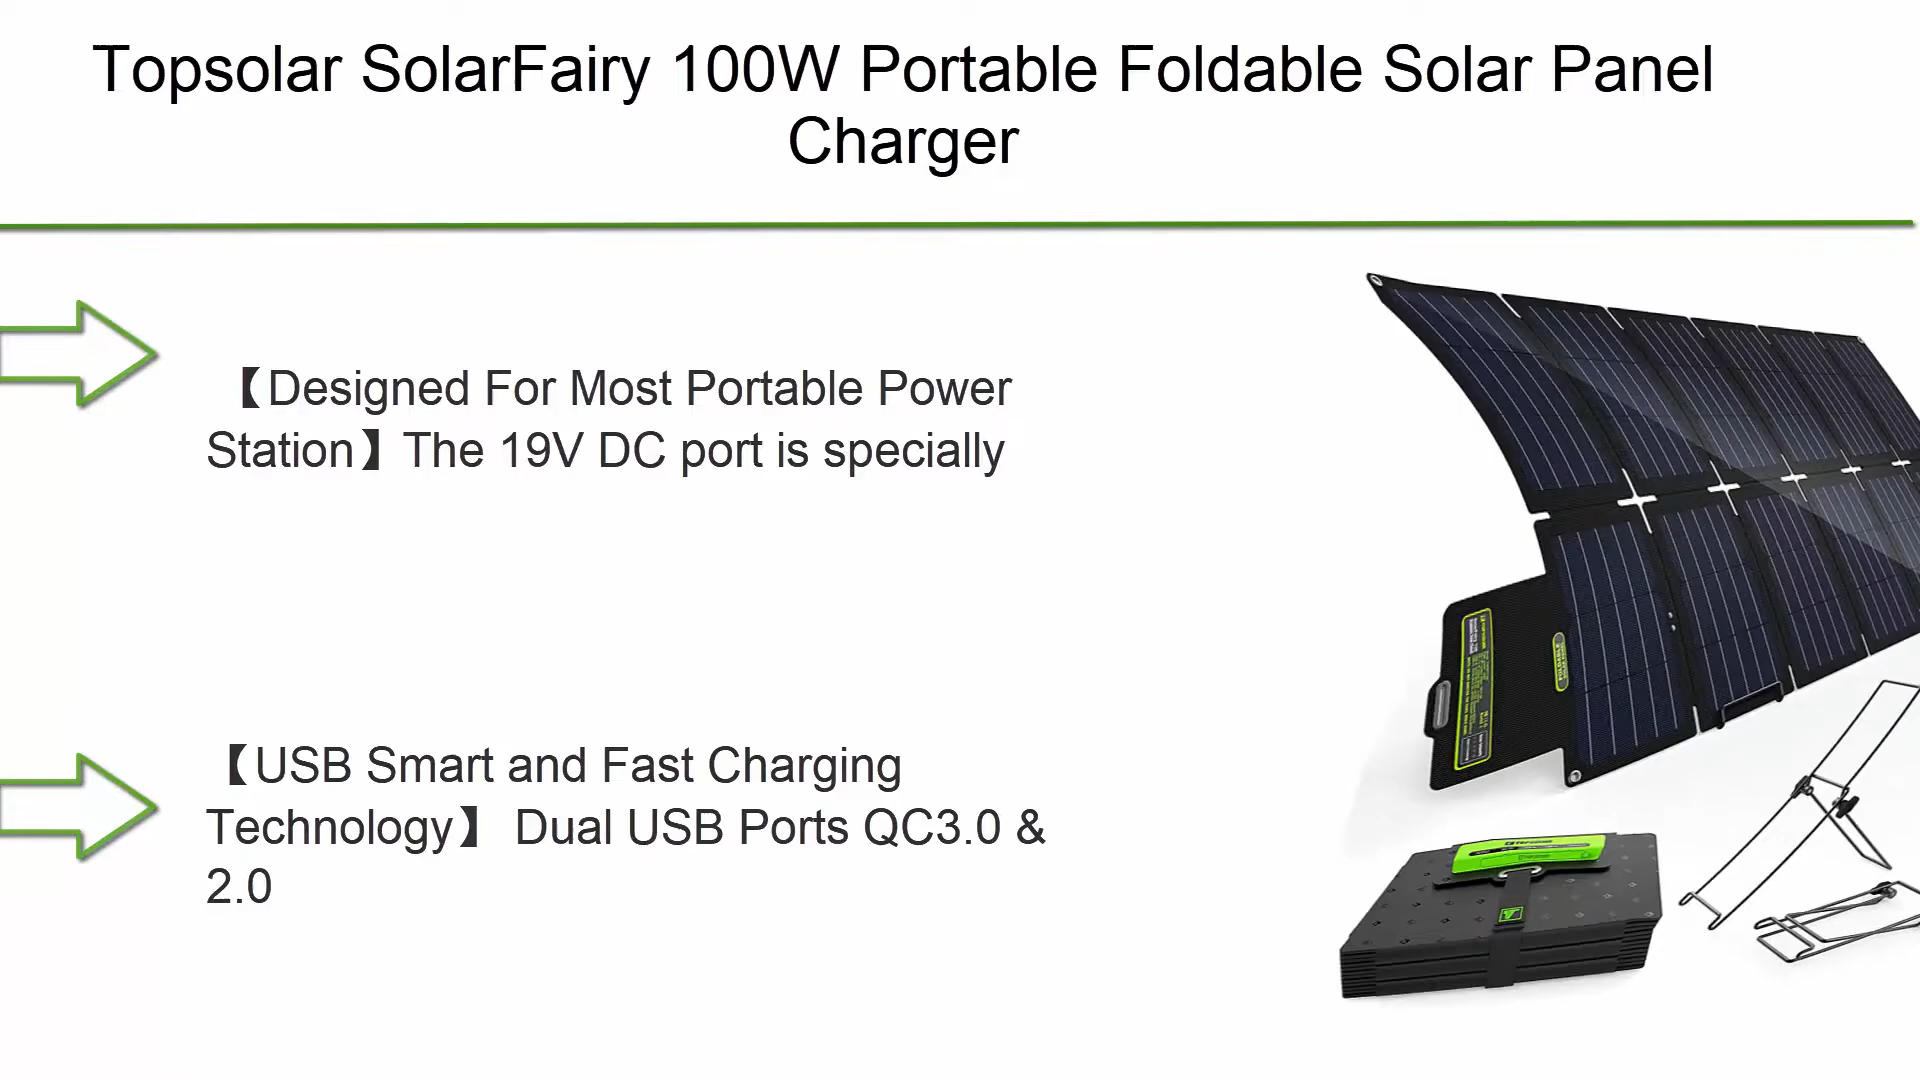 Topsolar SolarFairy 100W Portable Foldable Solar Panel
Charger
【Designed For Most Portable Power
Station】The 19V DC port is specially
【USB Smart and Fast Charging
Technology】 Dual USB Ports QC3.0 &
2.0
FOLDABLE